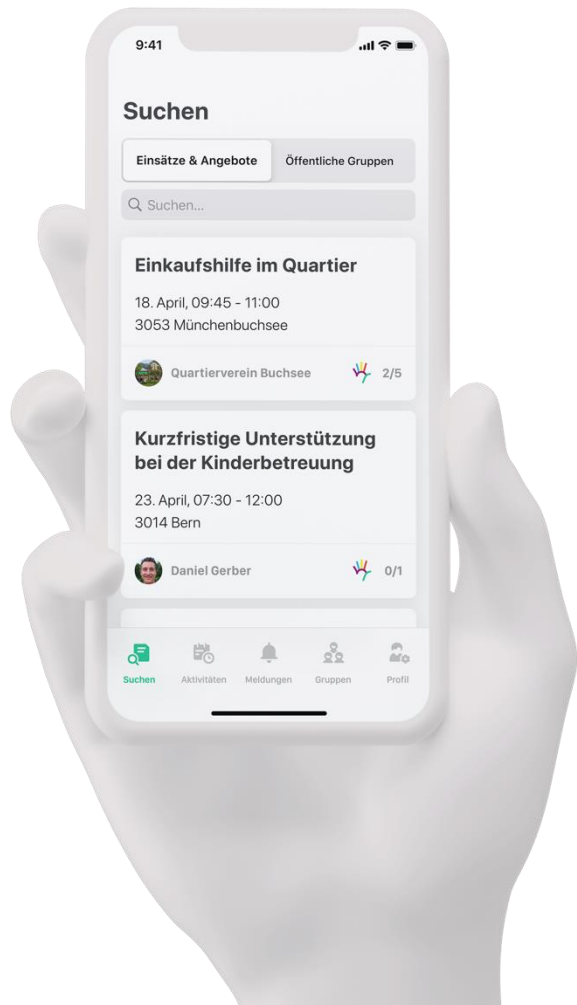 9:41
Suchen
Einsätze & Angebote
Öffentliche Gruppen
Suchen...
Einkaufshilfe im Quartier
18. April, 09:45 - 11:00
3053 Münchenbuchsee
Quartierverein Buchsee 2/5
Kurzfristige Unterstützung
bei der Kinderbetreuung
23. April, 07:30 - 12:00
3014 Bern
Daniel Gerber 0/1
Suchen Aktivitäten Meldungen Gruppen Profil